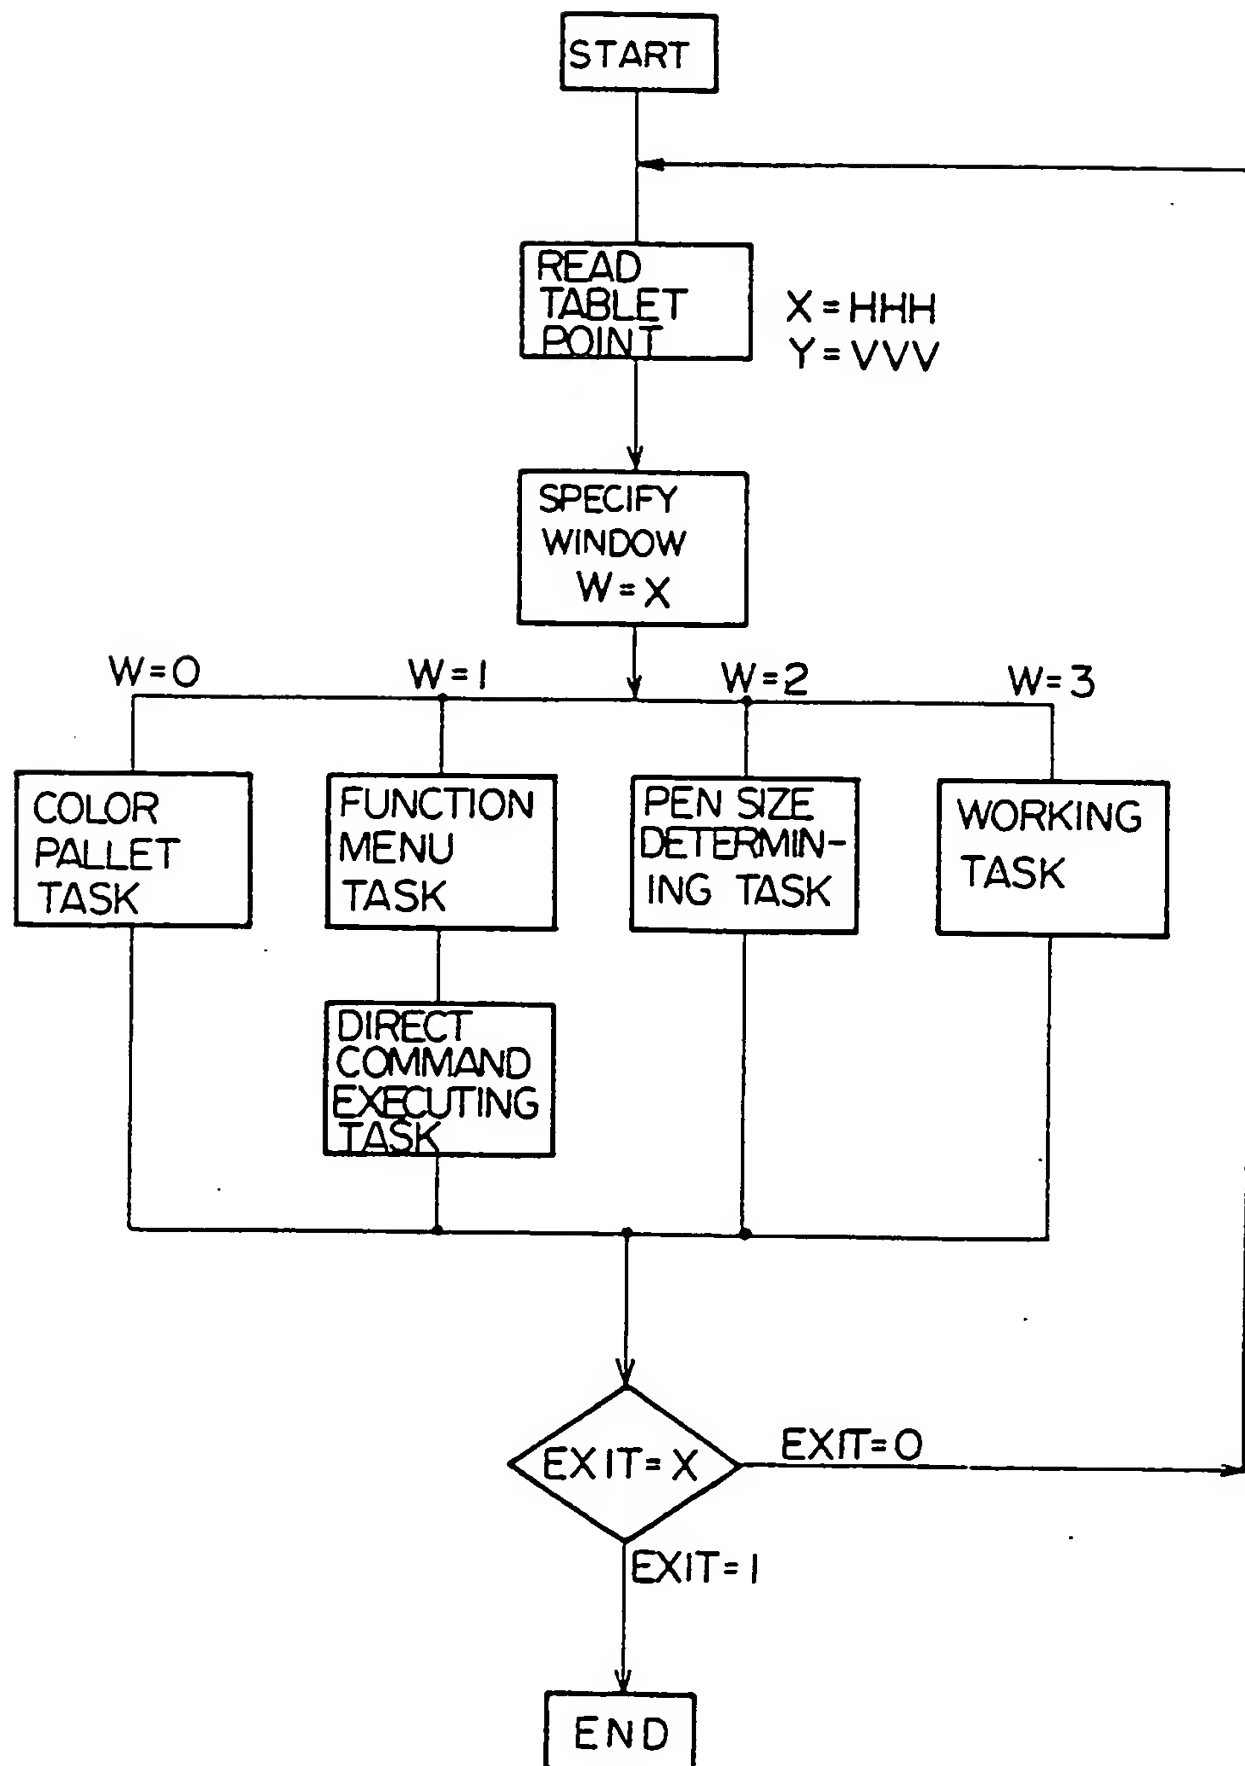 START
READ
TABLET
POINT
X=HHH
Y=VVV
SPECIFY
WINDOW
W=X
W=0
W=1
W=2
W=3
COLOR
PALLET
TASK
FUNCTION
MENU
TASK
PEN SIZE
DETERMIN-
ING TASK
WORKING
TASK
DIRECT
COMMAND
EXECUTING
TASK
EXIT=X
EXIT=0
EXIT=1
END